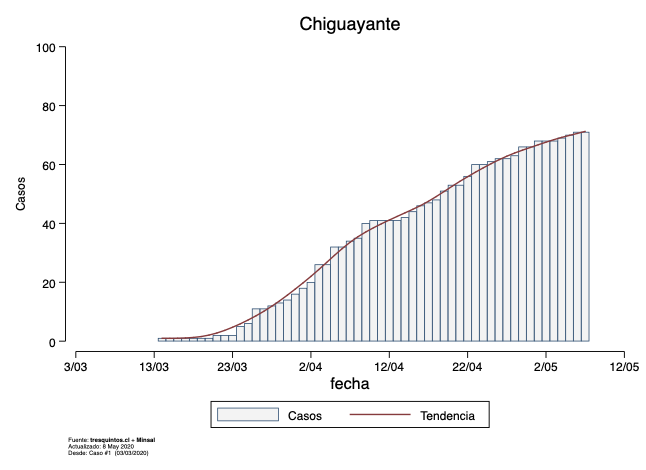 Chiguayante
100
80
60
40
20
0
Casos
3/03 13/03 23/03 2/04 12/04 22/04 2/05 12/05
fecha
Casos Tendencia
Fuente: tresquintos.cl + Minsal
Actualizado: 8 May 2020
Desde: Caso #1 (03/03/2020)